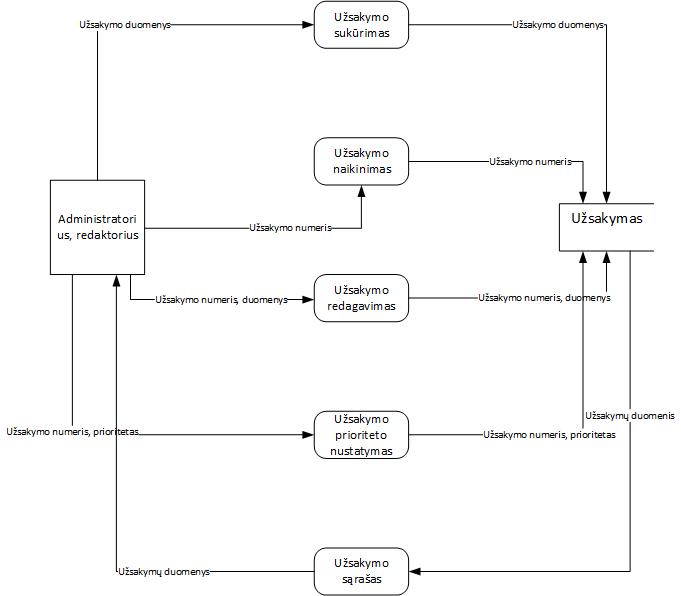 Užsakymo duomenys
Užsakymo
sukūrimas
Užsakymo duomenys
Užsakymo
naikinimas
Užsakymo numeris
Administratori
us, redaktorius
Užsakymo numeris
Užsakymas
Užsakymo numeris, duomenys
Užsakymo
redagavimas
Užsakymo numeris, duomenys
Užsakymų duomenis
Užsakymo numeris, prioritetas
Užsakymo
prioriteto
nustatymas
Užsakymo numeris, prioritetas
Užsakymų duomenys
Užsakymo
sąrašas